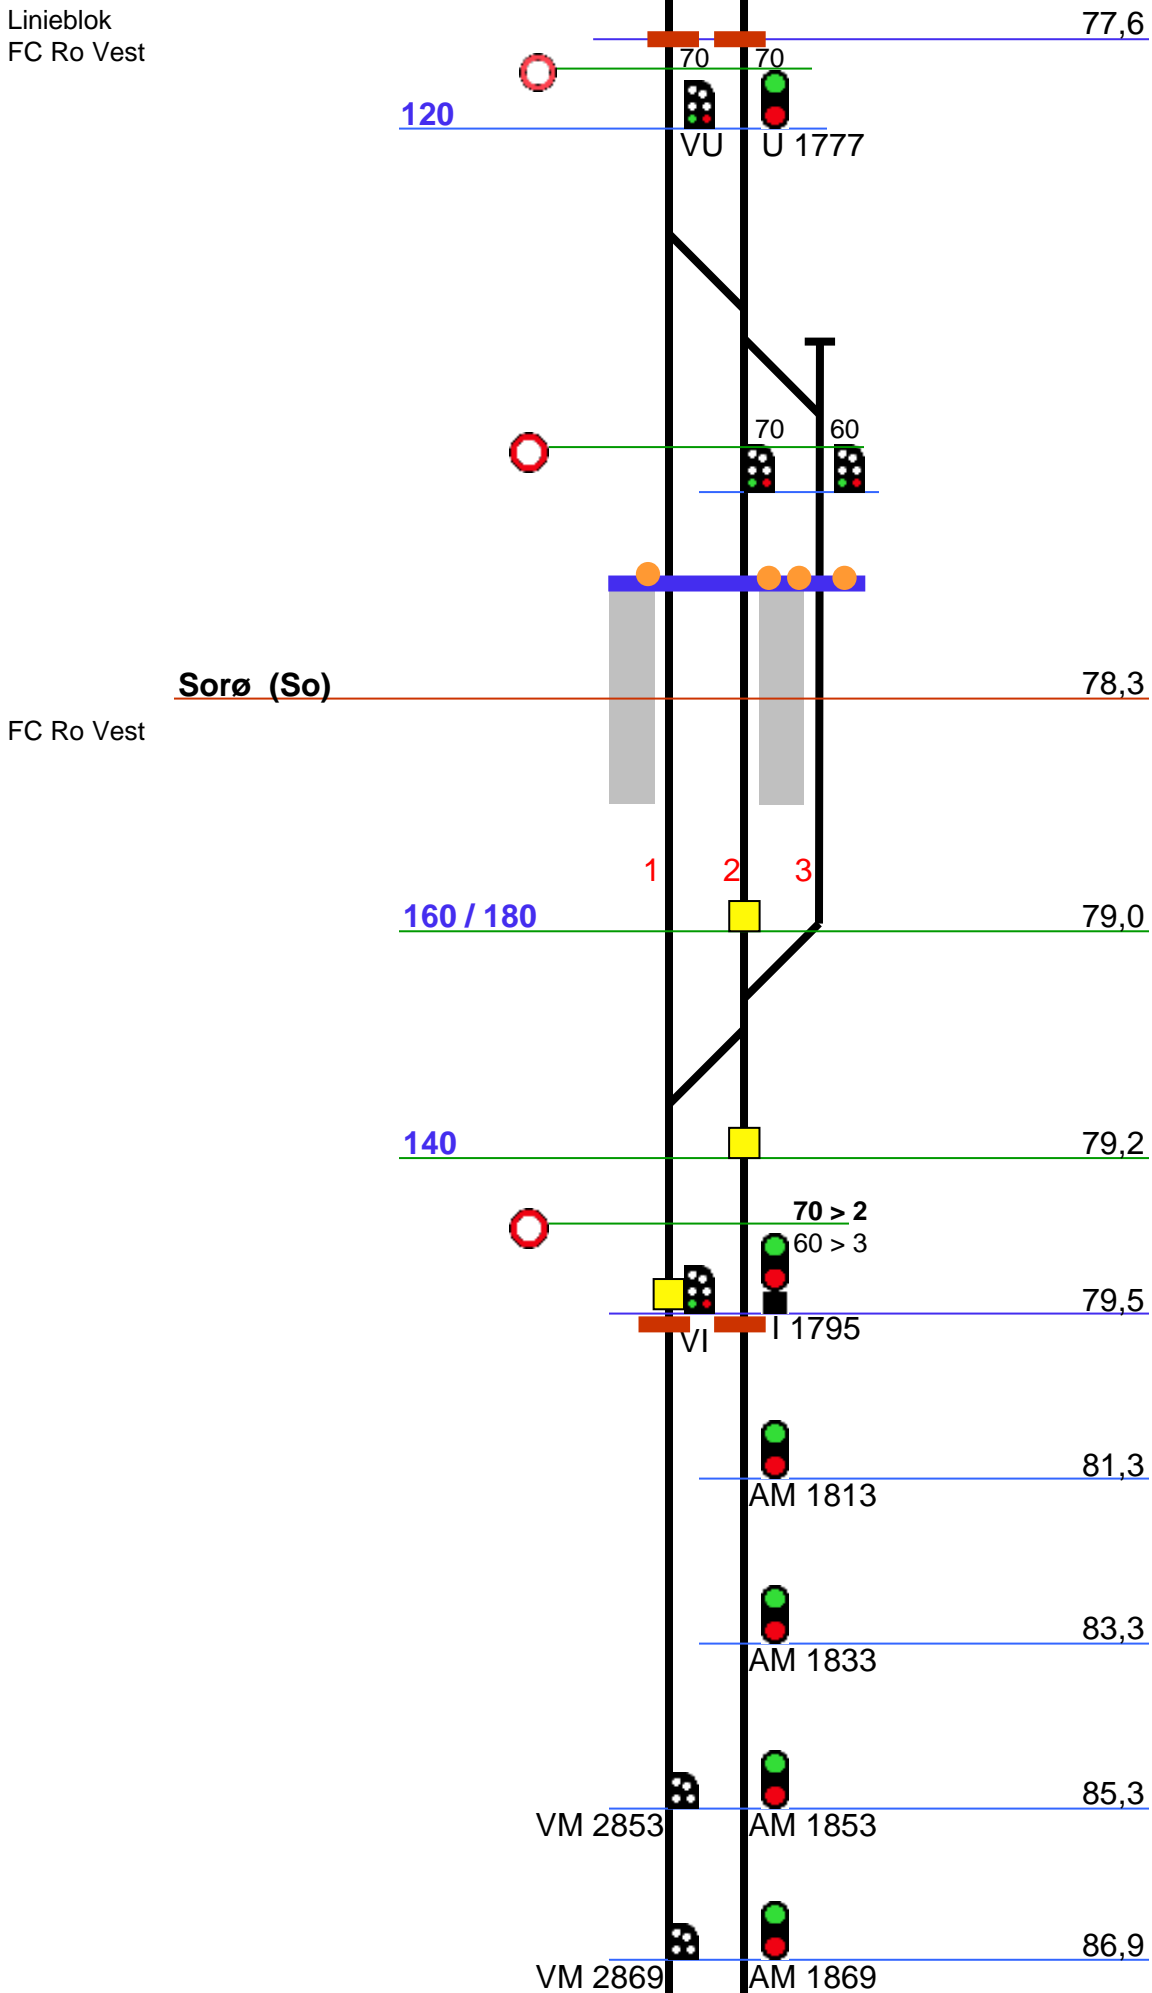 Linieblok
77,6
FC Ro Vest
70 70
120
VU U 1777
70 60
Sorø (So) 78,3
FC Ro Vest
1 2 3
160 / 180 79,0
140 79,2
70 > 2
60 > 3
79,5
VI I 1795
81,3
AM 1813
83,3
AM 1833
85,3
VM 2853 AM 1853
86,9
VM 2869 AM 1869